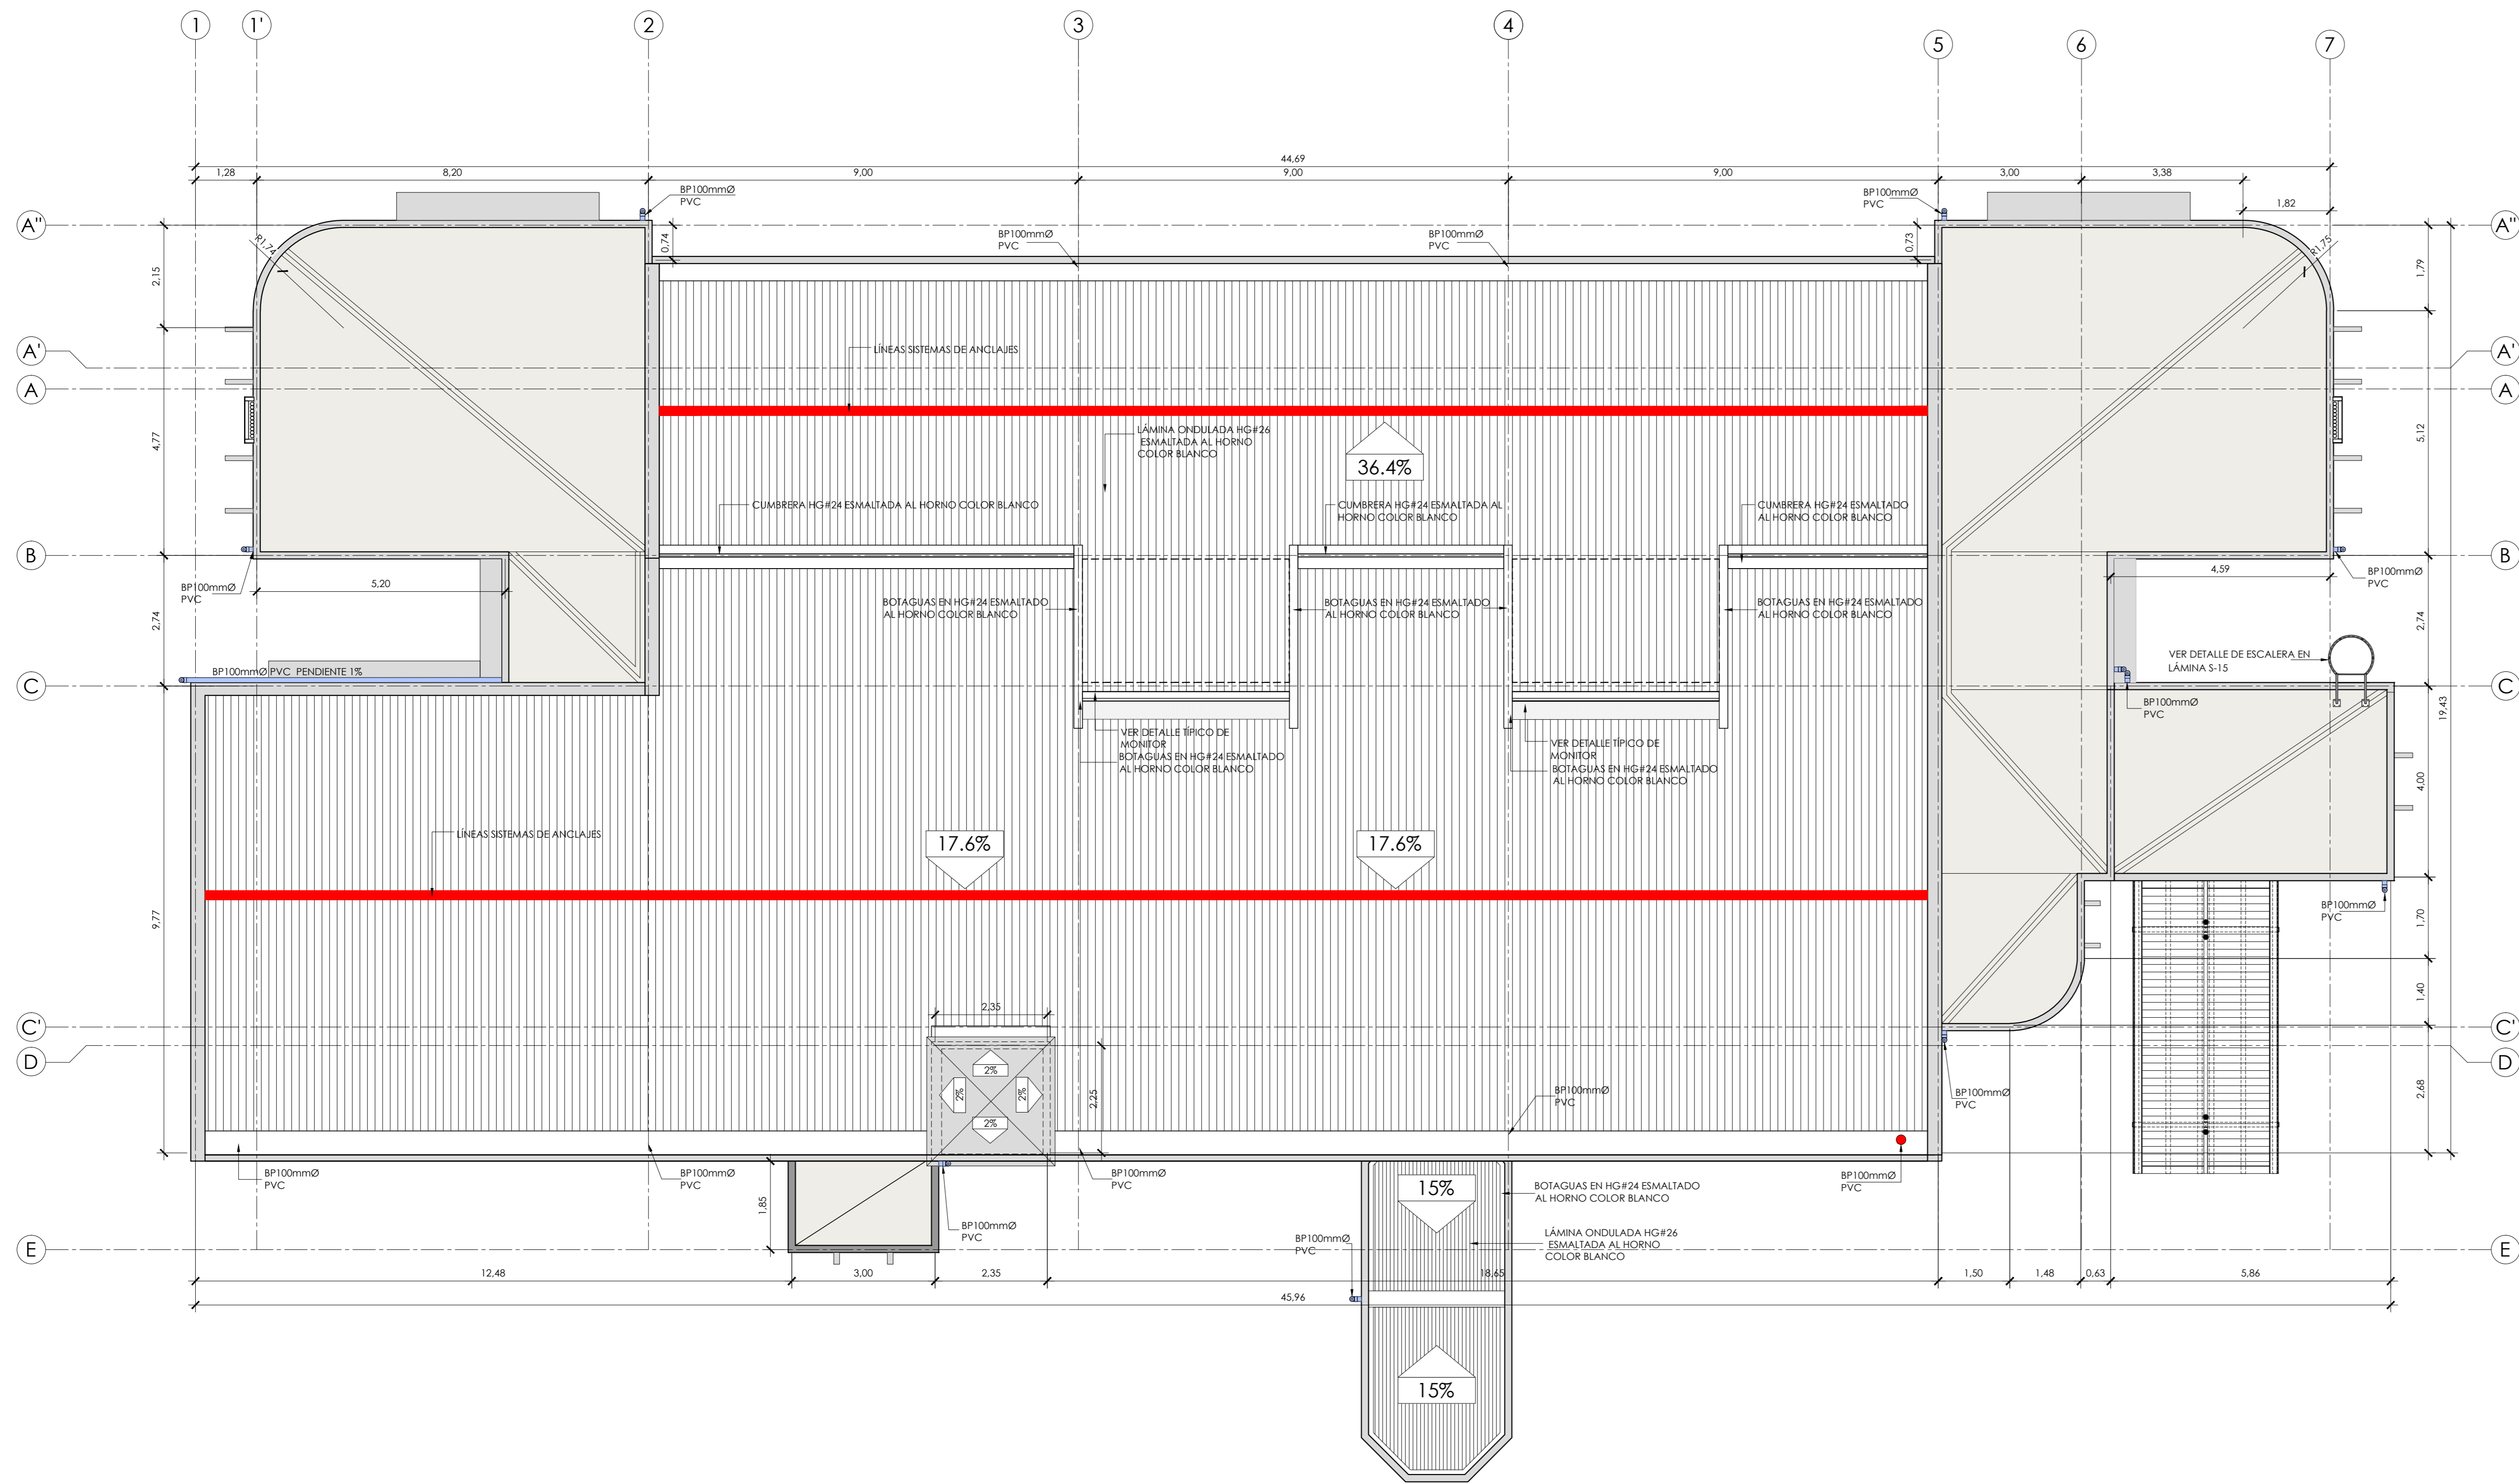 1
1'
2
3
4
5
6
7
44,69
1,28
8,20
9,00
9,00
9,00
3,00
3,38
1,82
BP100mmØ
PVC
BP100mmØ
PVC
A''
A''
BP100mmØ
PVC
BP100mmØ
PVC
0,74
0,73
R1,74
R1,75
2,15
1,79
A'
LÍNEAS SISTEMAS DE ANCLAJES
A'
A
A
4,77
5,12
LÁMINA ONDULADA HG#26
ESMALTADA AL HORNO
COLOR BLANCO
36.4%
CUMBRERA HG#24 ESMALTADA AL HORNO COLOR BLANCO
CUMBRERA HG#24 ESMALTADA AL
HORNO COLOR BLANCO
CUMBRERA HG#24 ESMALTADO
AL HORNO COLOR BLANCO
B
B
BP100mmØ
PVC
5,20
4,59
BP100mmØ
PVC
BOTAGUAS EN HG#24 ESMALTADO
AL HORNO COLOR BLANCO
BOTAGUAS EN HG#24 ESMALTADO
AL HORNO COLOR BLANCO
BOTAGUAS EN HG#24 ESMALTADO
AL HORNO COLOR BLANCO
2,74
2,74
VER DETALLE DE ESCALERA EN
LÁMINA S-15
BP100mmØ PVC PENDIENTE 1%
C
C
BP100mmØ
PVC
19,43
VER DETALLE TÍPICO DE
MONITOR
BOTAGUAS EN HG#24 ESMALTADO
AL HORNO COLOR BLANCO
VER DETALLE TÍPICO DE
MONITOR
BOTAGUAS EN HG#24 ESMALTADO
AL HORNO COLOR BLANCO
4,00
LÍNEAS SISTEMAS DE ANCLAJES
17.6%
17.6%
9,77
BP100mmØ
PVC
1,70
1,40
2,35
C'
C'
D
D
2%
2%
2%
2%
2,25
BP100mmØ
PVC
BP100mmØ
PVC
2,68
BP100mmØ
PVC
BP100mmØ
PVC
BP100mmØ
PVC
BP100mmØ
PVC
1,85
15%
BOTAGUAS EN HG#24 ESMALTADO
AL HORNO COLOR BLANCO
BP100mmØ
PVC
BP100mmØ
PVC
LÁMINA ONDULADA HG#26
ESMALTADA AL HORNO
COLOR BLANCO
E
E
12,48
3,00
2,35
18,65
1,50
1,48
0,63
5,86
45,96
15%